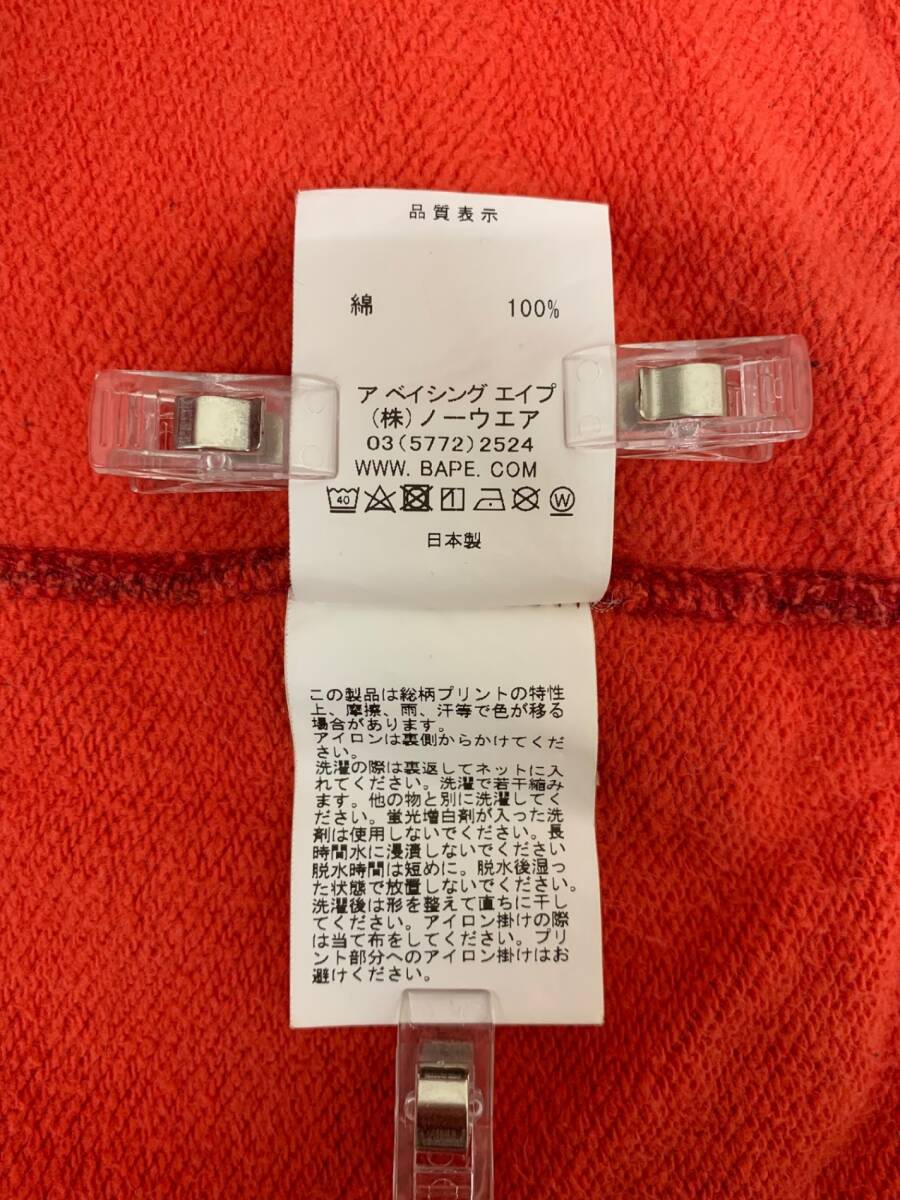 品質表示
綿 100%
ア ベイシング エイプ
(株)ノーウエア
03(5772)2524
WWW. BAPE. COM
40 W
日本製
この製品は総柄プリントの特性
上、摩擦、雨、汗等で色が移る
場合があります。
アイロンは裏側からかけてくだ
さい。
洗濯の際は裏返してネットに入
れてください。洗濯で若干縮み
ます。他の物と別に洗濯してく
ださい。蛍光増白剤が入った洗
剤は使用しないでください。長
時間水に浸漬しないでください
脱水時間は短めに。脱水後湿っ
た状態で放置しないでください。
洗濯後は形を整えて直ちに干し
てください。アイロン掛けの際
は当て布をしてください。プリ
ント部分へのアイロン掛けはお
避けください。